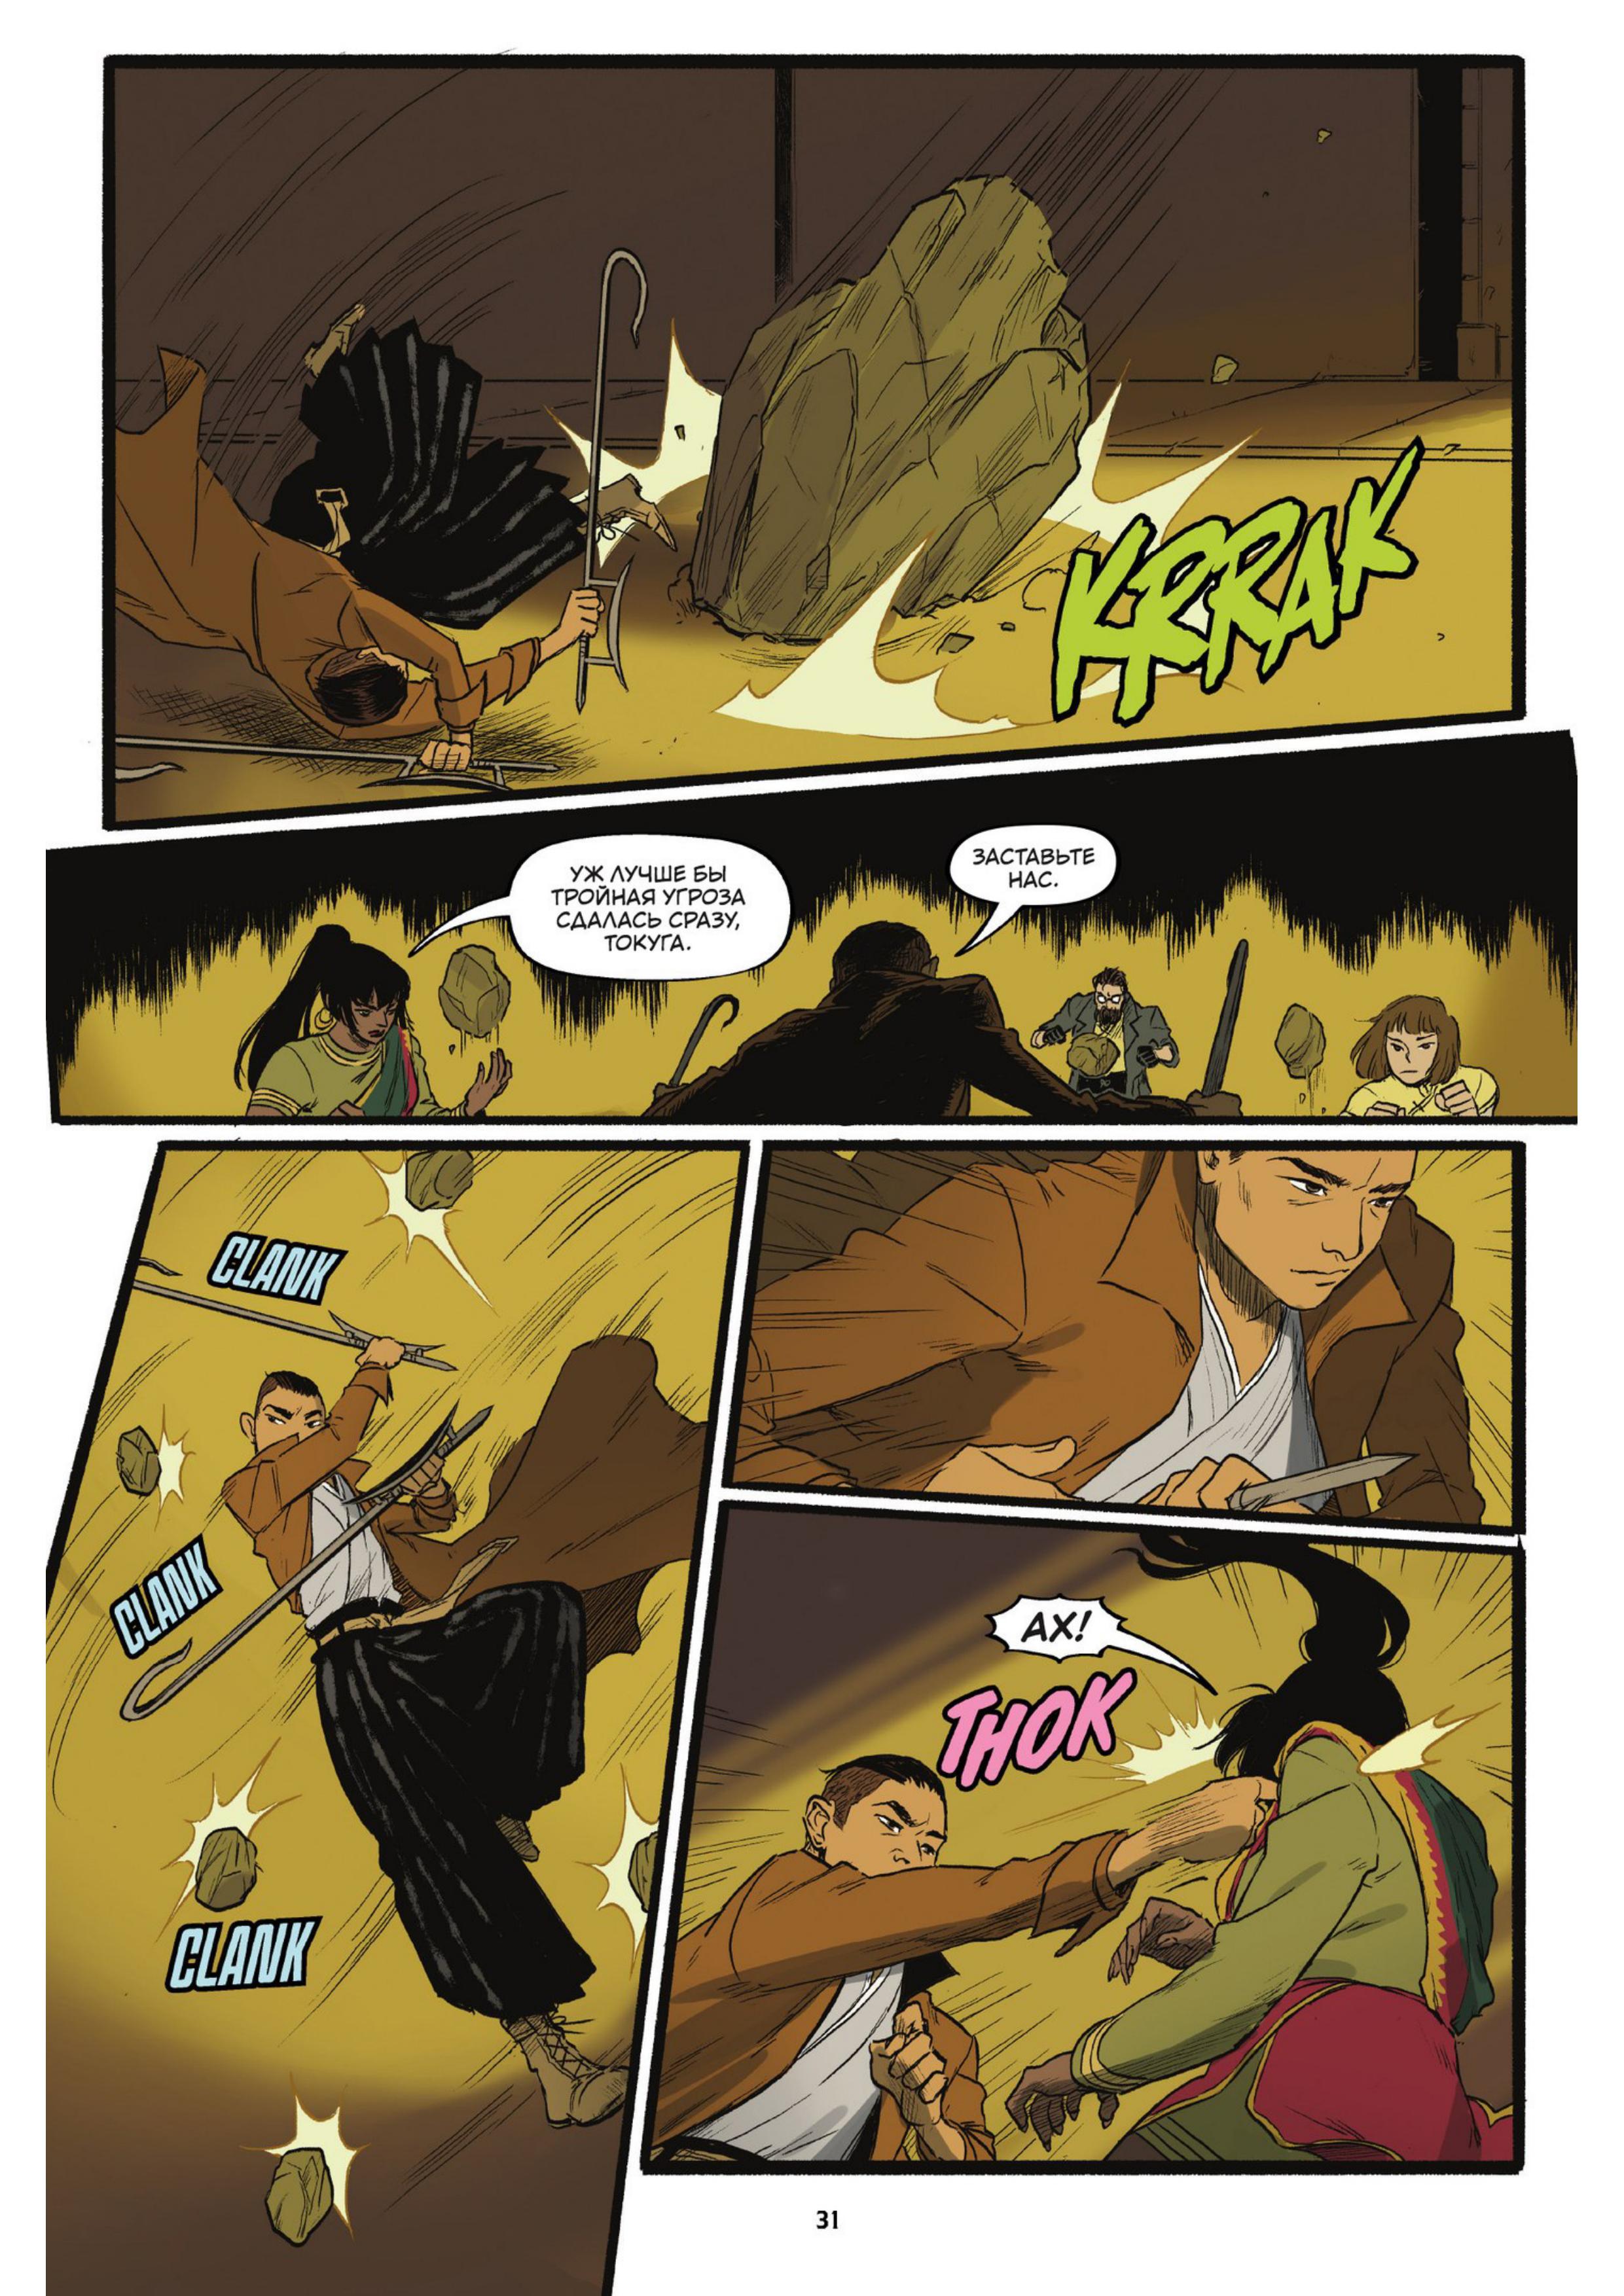 KRRAK
УЖ ЛУЧШЕ БЫ
ТРОЙНАЯ УГРОЗА
СДАЛАСЬ СРАЗУ,
ТОКУГА.
ЗАСТАВЬТЕ
НАС.
CLANK
CLANK
CLANK
АХ!
THOK
31